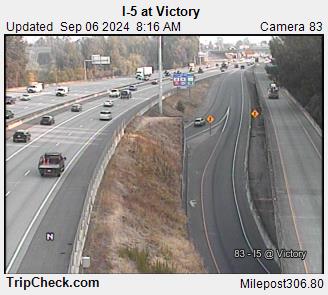 I-5 at Victory
Updated  Sep 06 2024  8:16 AM
Camera 83
N
83 - I5 @ Victory
TripCheck.com
Milepost306.80